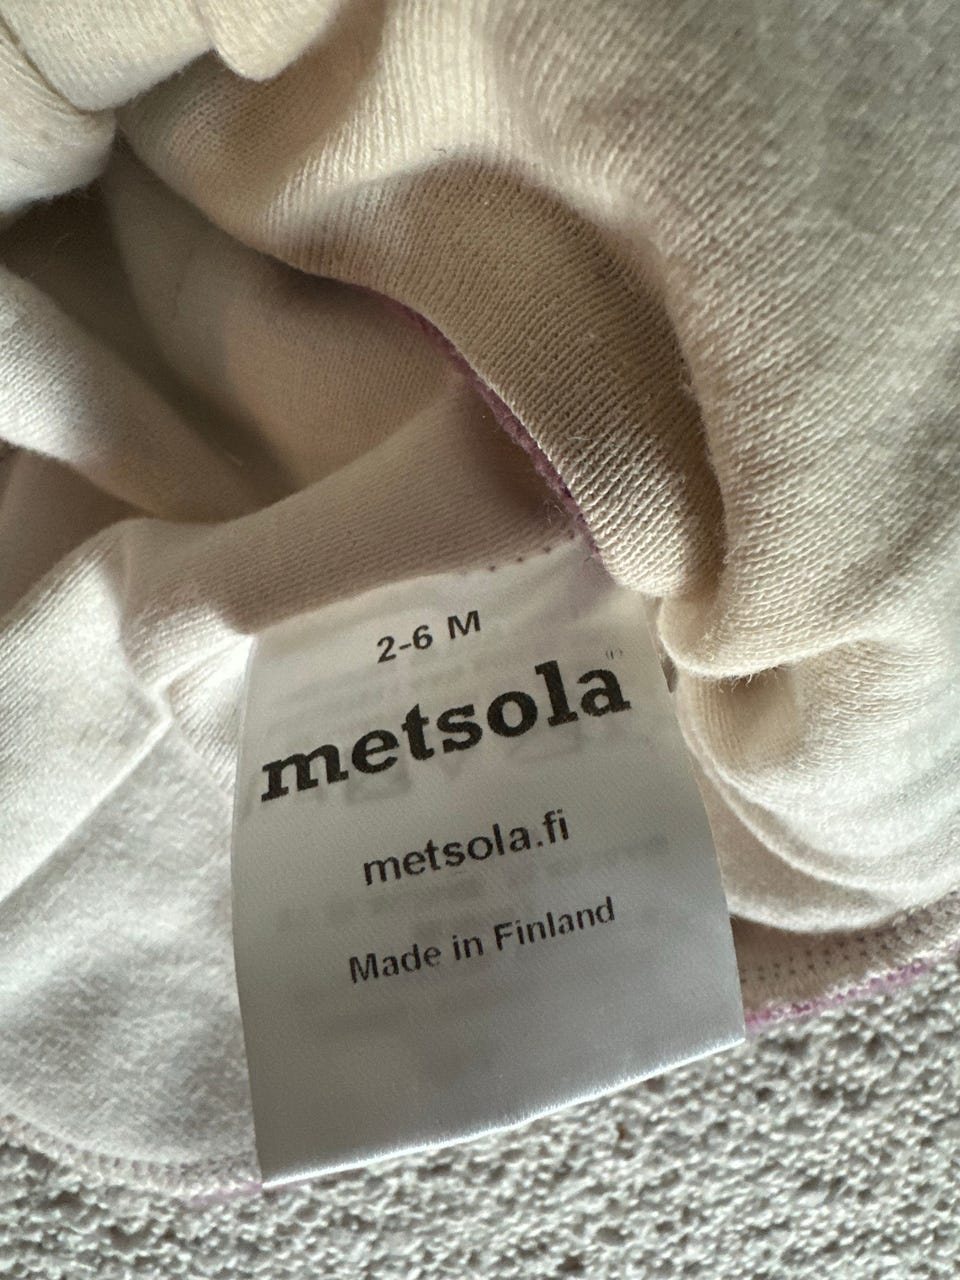 2-6 M
metsola
metsola.fi
Made in Finland